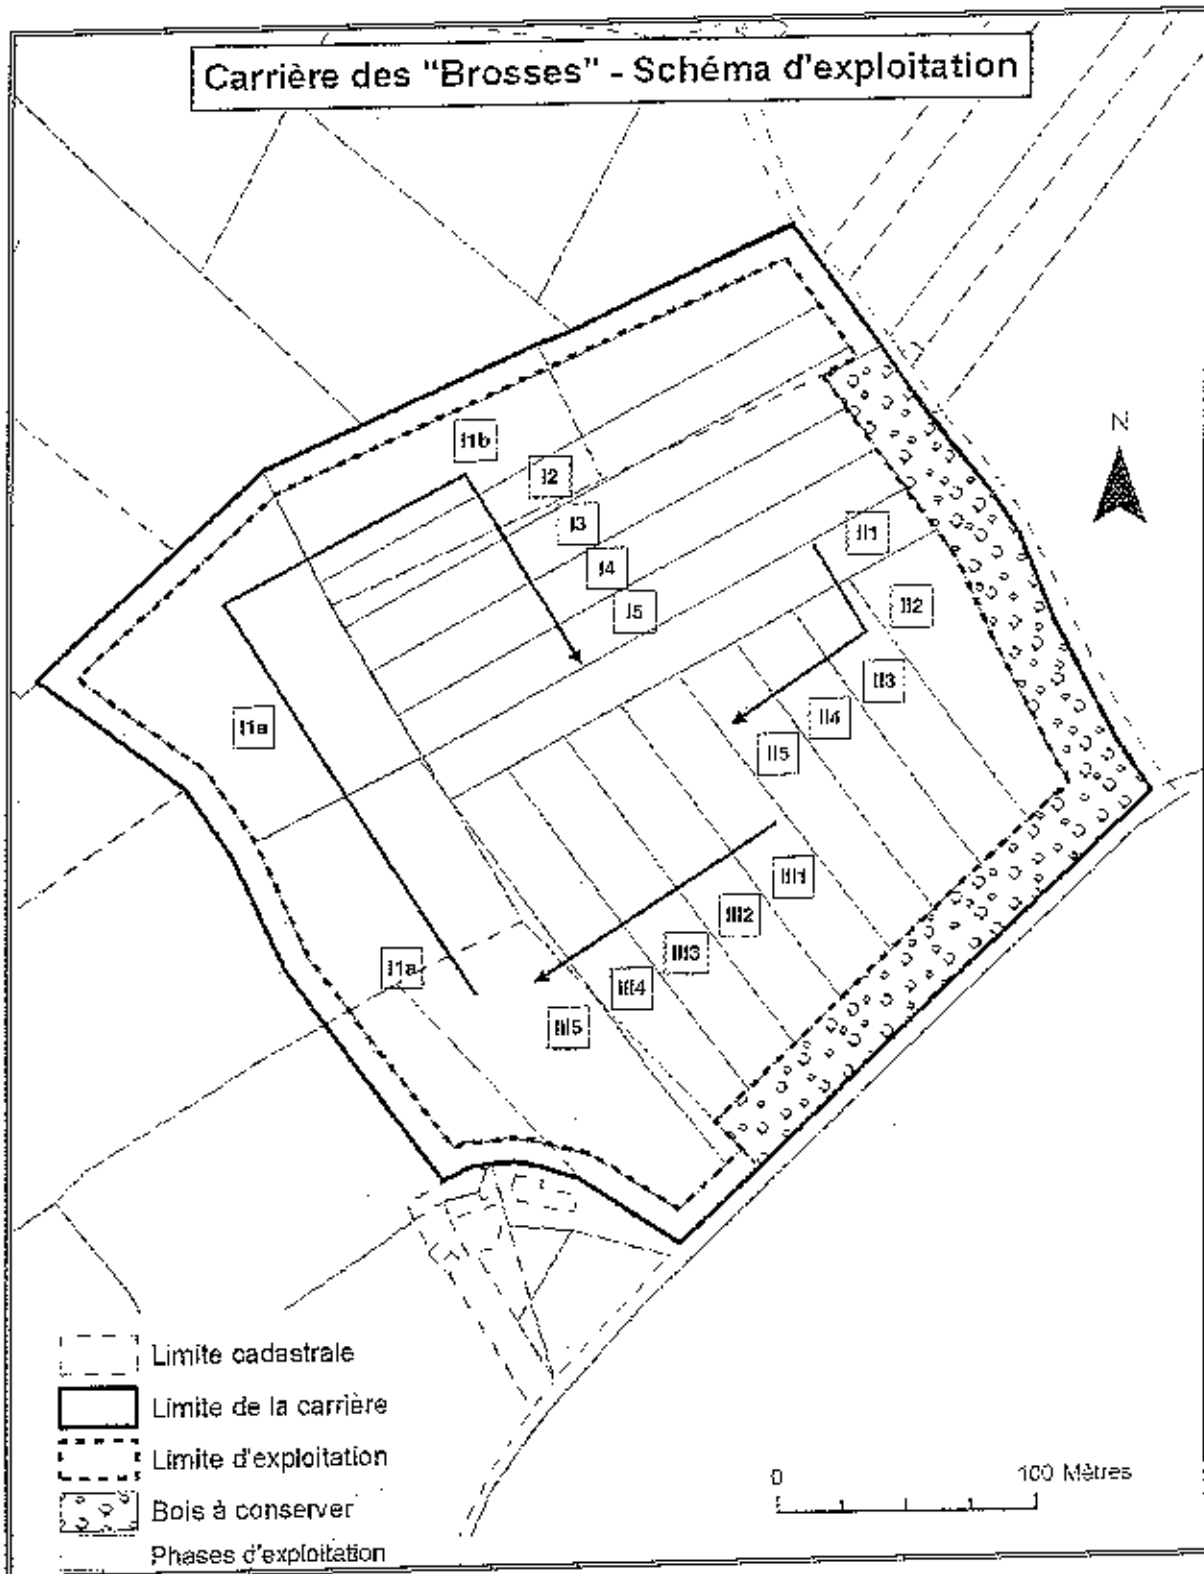 Carrière des "Brosses" - Schéma d'exploitation
N
I1b
I2
I3
I4
I5
II1
II2
II3
II4
II5
I1a
III1
III2
III3
III4
III5
I1a
Limite cadastrale
Limite de la carrière
Limite d'exploitation
Bois à conserver
Phases d'exploitation
0 100 Mètres